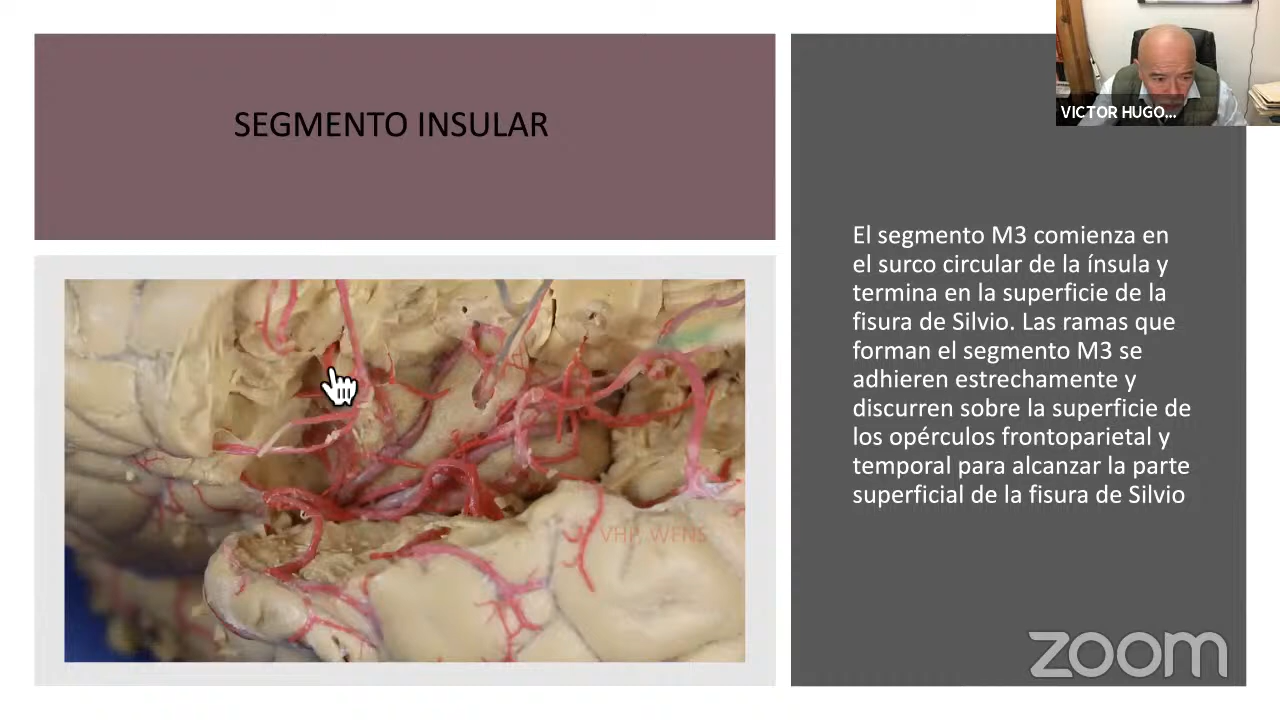 SEGMENTO INSULAR
VICTOR HUGO...
El segmento M3 comienza en
el surco circular de la ínsula y
termina en la superficie de la
fisura de Silvio. Las ramas que
forman el segmento M3 se
adhieren estrechamente y
discurren sobre la superficie de
los opérculos frontoparietal y
temporal para alcanzar la parte
superficial de la fisura de Silvio
VHP, WFNS
zoom